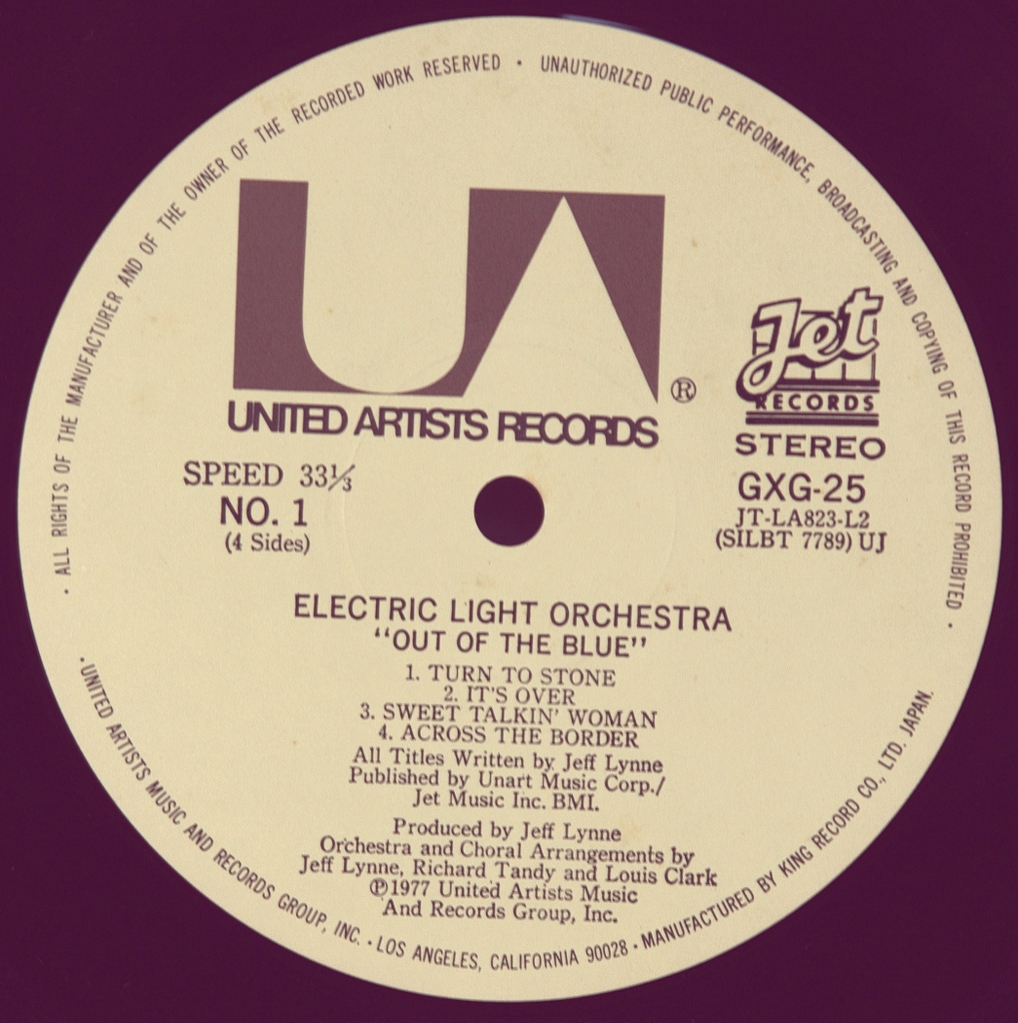 · ALL RIGHTS OF THE MANUFACTURER AND OF THE OWNER OF THE RECORDED WORK RESERVED · UNAUTHORIZED PUBLIC PERFORMANCE, BROADCASTING AND COPYING OF THIS RECORD PROHIBITED ·
UA ®
UNITED ARTISTS RECORDS
Jet
RECORDS
STEREO
SPEED 33⅓
NO. 1
(4 Sides)
GXG-25
JT-LA823-L2
(SILBT 7789) UJ
ELECTRIC LIGHT ORCHESTRA
“OUT OF THE BLUE”
1. TURN TO STONE
2. IT'S OVER
3. SWEET TALKIN' WOMAN
4. ACROSS THE BORDER
All Titles Written by Jeff Lynne
Published by Unart Music Corp./
Jet Music Inc. BMI.
Produced by Jeff Lynne
Orchestra and Choral Arrangements by
Jeff Lynne, Richard Tandy and Louis Clark
℗1977 United Artists Music
And Records Group, Inc.
· UNITED ARTISTS MUSIC AND RECORDS GROUP, INC. · LOS ANGELES, CALIFORNIA 90028 · MANUFACTURED BY KING RECORD CO., LTD. JAPAN.